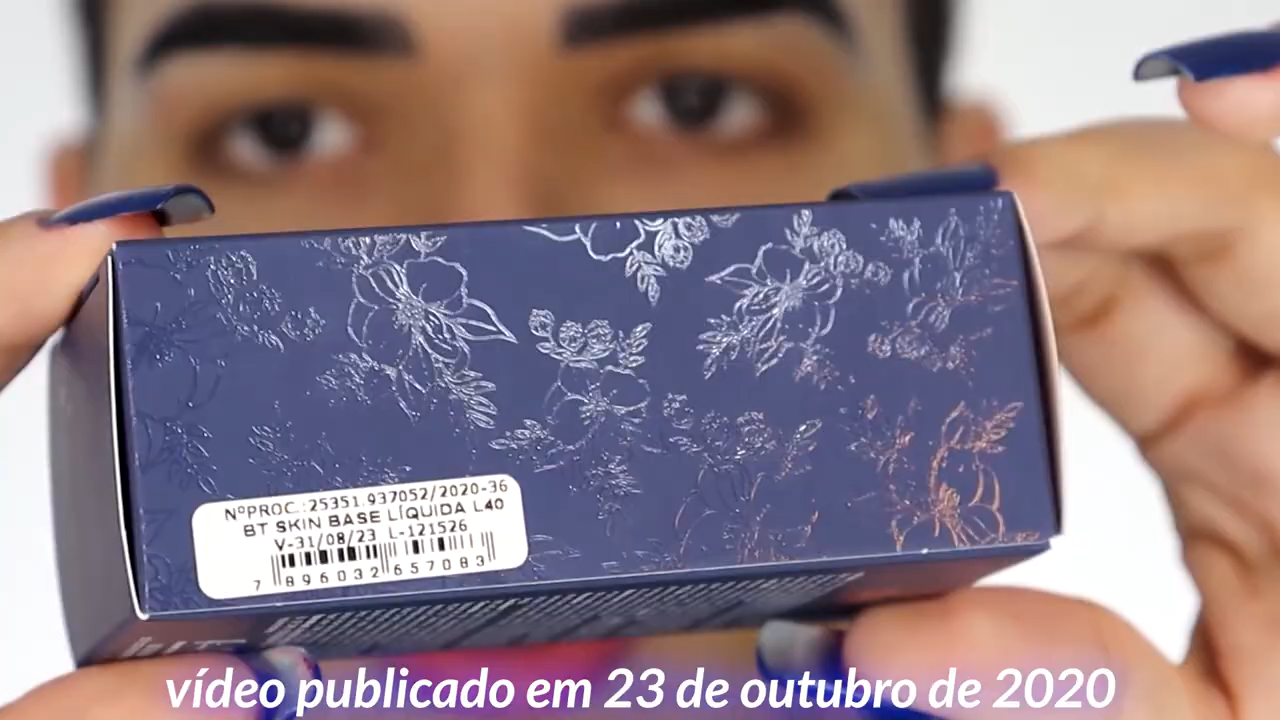 NºPROC.:25351.937052/2020-36
BT SKIN BASE LÍQUIDA L40
V-31/08/23 L-121526
7 896032 657083
vídeo publicado em 23 de outubro de 2020